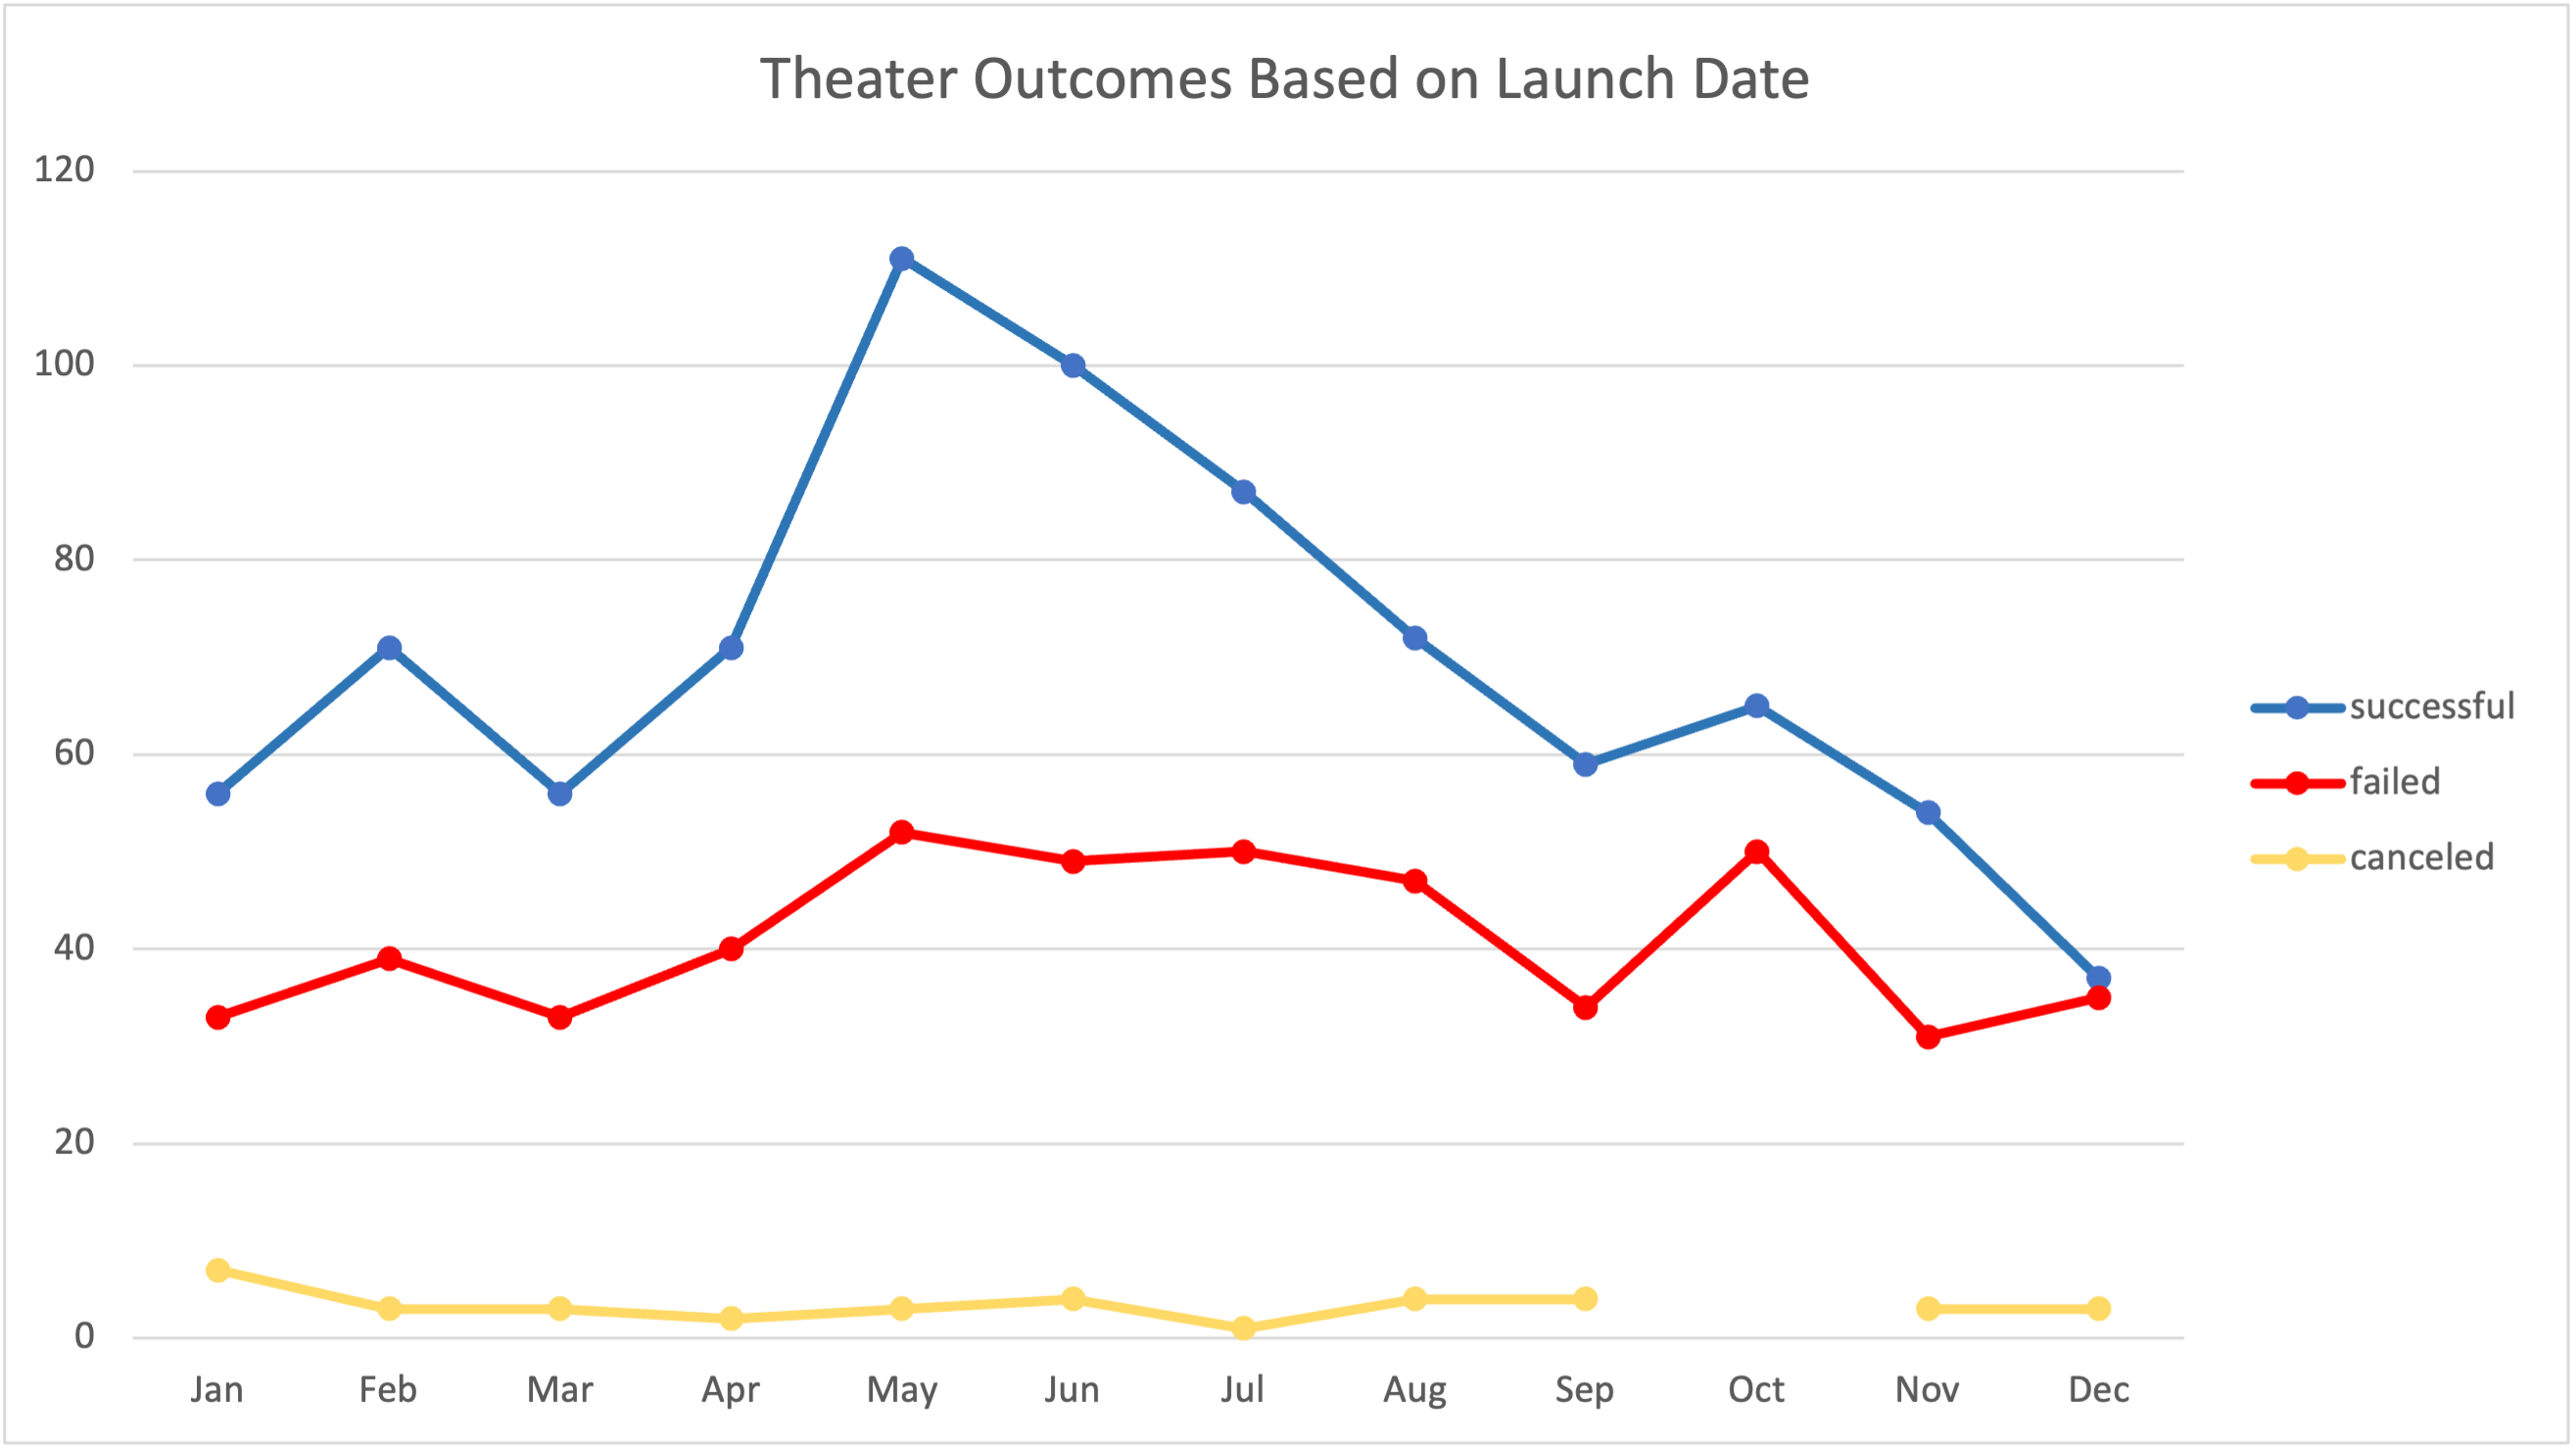 Theater Outcomes Based on Launch Date
120
100
80
60
40
20
0
Jan Feb Mar Apr May Jun Jul Aug Sep Oct Nov Dec
successful
failed
canceled